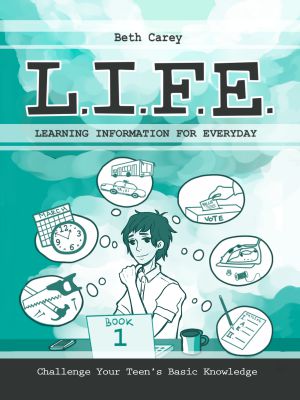 Beth Carey
L.I.F.E.
LEARNING INFORMATION FOR EVERYDAY
MARCH
VOTE
BOOK
1
Challenge Your Teen's Basic Knowledge